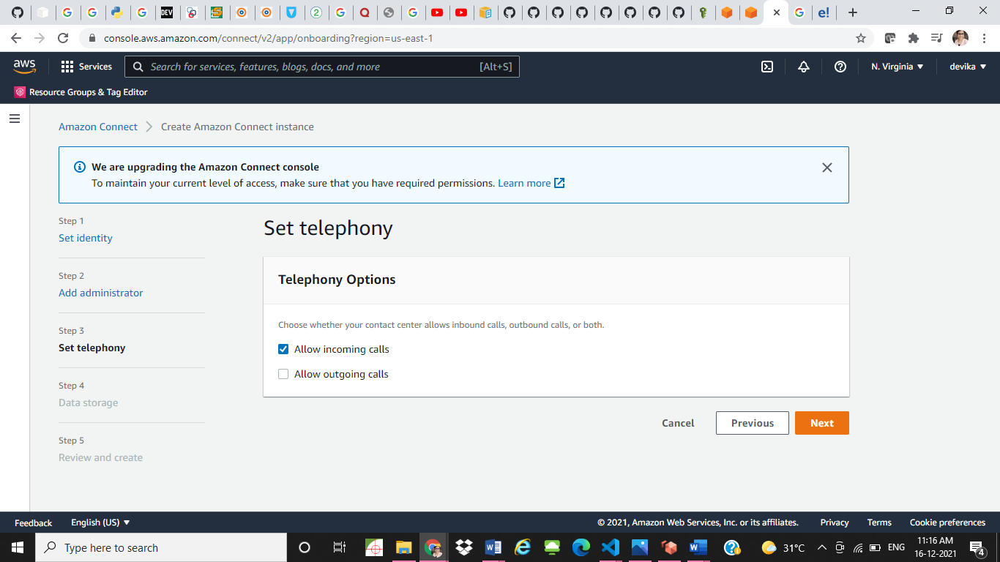 DEV
2
e!
console.aws.amazon.com/connect/v2/app/onboarding?region=us-east-1
aws
Services
Search for services, features, blogs, docs, and more
[Alt+S]
N. Virginia
devika
Resource Groups & Tag Editor
Amazon Connect
Create Amazon Connect instance
We are upgrading the Amazon Connect console
To maintain your current level of access, make sure that you have required permissions. Learn more
Step 1
Set identity
Step 2
Add administrator
Step 3
Set telephony
Step 4
Data storage
Step 5
Review and create
Set telephony
Telephony Options
Choose whether your contact center allows inbound calls, outbound calls, or both.
Allow incoming calls
Allow outgoing calls
Cancel
Previous
Next
Feedback
English (US)
© 2021, Amazon Web Services, Inc. or its affiliates.
Privacy
Terms
Cookie preferences
Type here to search
31°C
ENG
11:16 AM
16-12-2021
4